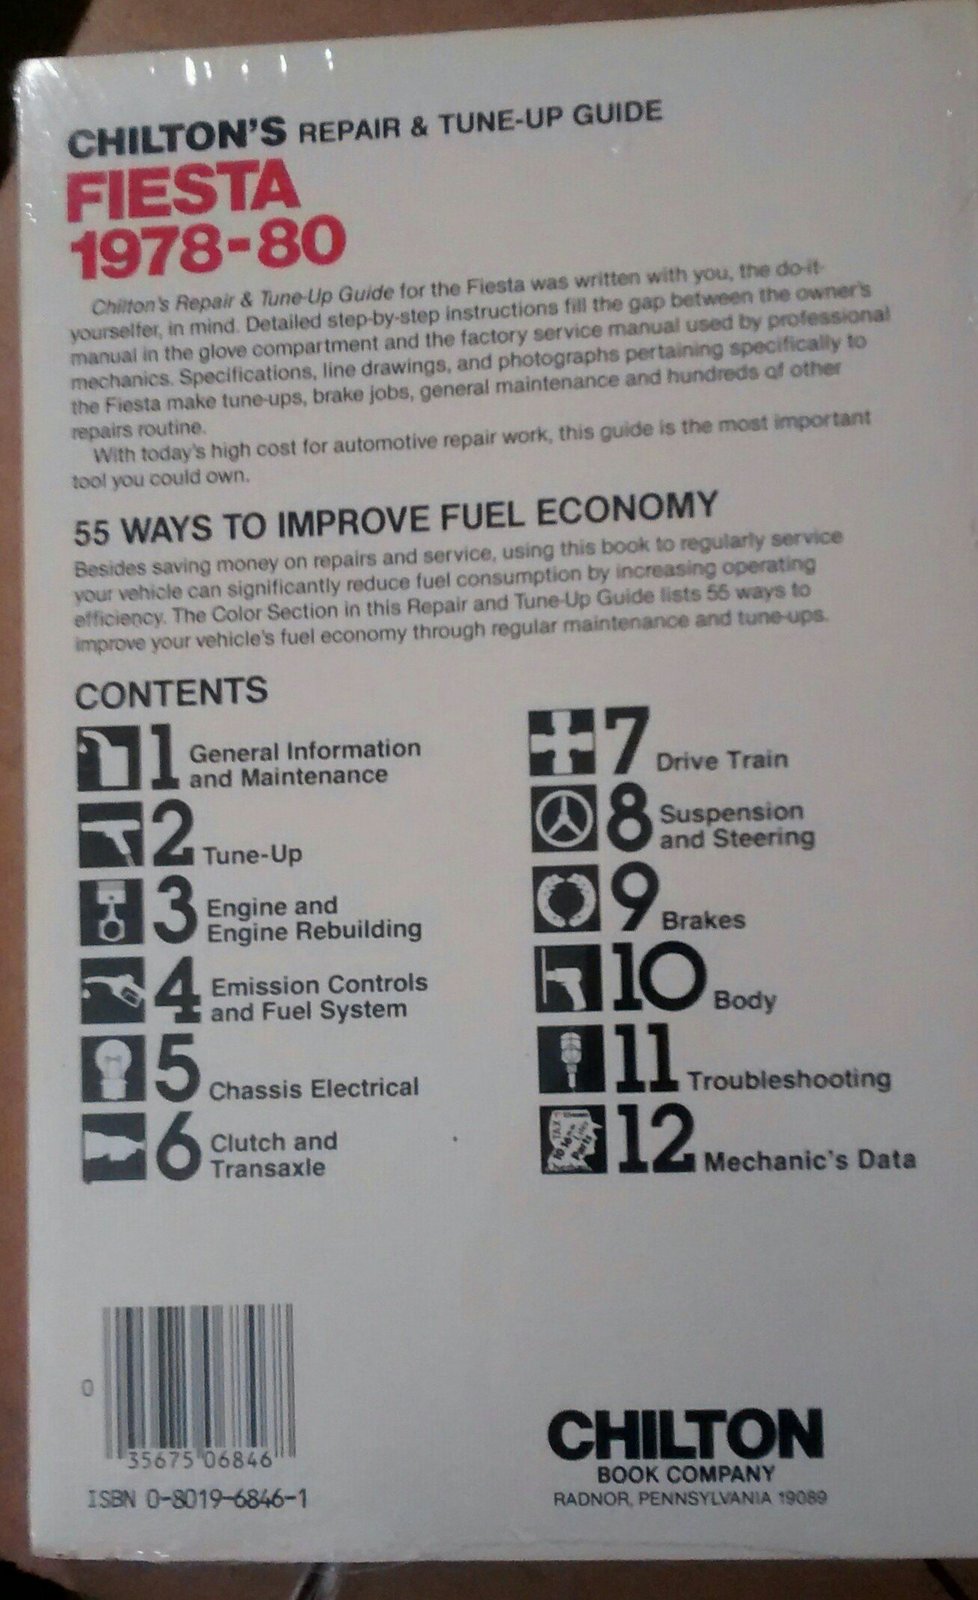 CHILTON'S REPAIR & TUNE-UP GUIDE
FIESTA
1978-80
Chilton's Repair & Tune-Up Guide for the Fiesta was written with you, the do-it-
yourselfer, in mind. Detailed step-by-step instructions fill the gap between the owner's
manual in the glove compartment and the factory service manual used by professional
mechanics. Specifications, line drawings, and photographs pertaining specifically to
the Fiesta make tune-ups, brake jobs, general maintenance and hundreds of other
repairs routine.
With today's high cost for automotive repair work, this guide is the most important
tool you could own.
55 WAYS TO IMPROVE FUEL ECONOMY
Besides saving money on repairs and service, using this book to regularly service
your vehicle can significantly reduce fuel consumption by increasing operating
efficiency. The Color Section in this Repair and Tune-Up Guide lists 55 ways to
improve your vehicle's fuel economy through regular maintenance and tune-ups.
CONTENTS
1 General Information
and Maintenance
2 Tune-Up
3 Engine and
Engine Rebuilding
4 Emission Controls
and Fuel System
5 Chassis Electrical
6 Clutch and
Transaxle
7 Drive Train
8 Suspension
and Steering
9 Brakes
10 Body
11 Troubleshooting
TAX
Parts
12 Mechanic's Data
0
35675 06846
ISBN 0-8019-6846-1
CHILTON
BOOK COMPANY
RADNOR, PENNSYLVANIA 19089